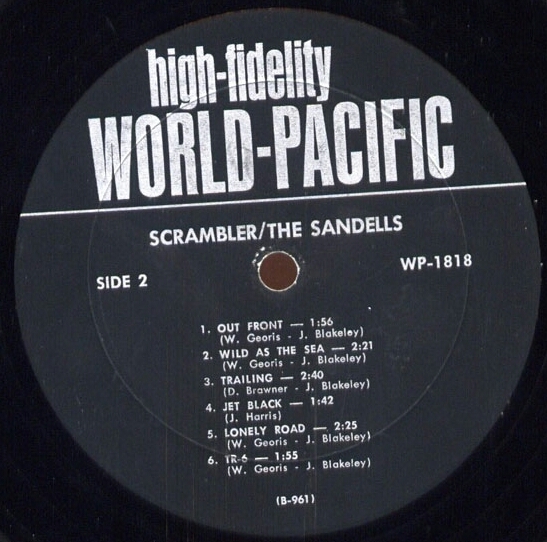 high-fidelity
WORLD-PACIFIC
SCRAMBLER/THE SANDELLS
SIDE 2
WP-1818
1. OUT FRONT — 1:56
(W. Georis - J. Blakeley)
2. WILD AS THE SEA — 2:21
(W. Georis - J. Blakeley)
3. TRAILING — 2:40
(D. Brawner - J. Blakeley)
4. JET BLACK — 1:42
(J. Harris)
5. LONELY ROAD — 2:25
(W. Georis - J. Blakeley)
6. TR-6 — 1:55
(W. Georis - J. Blakeley)
(B-961)